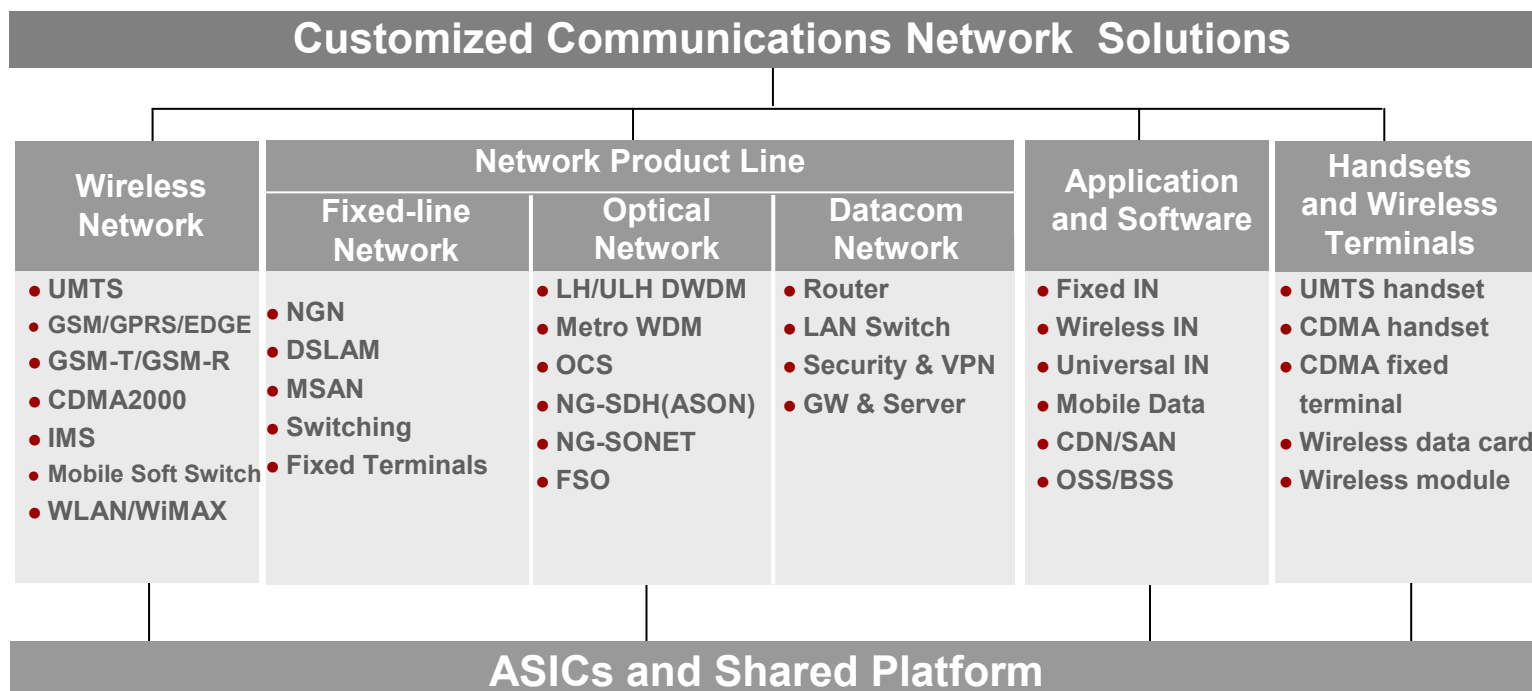 Customized Communications Network Solutions
Wireless
Network
Network Product Line
Fixed-line
Network
Optical
Network
Datacom
Network
Application
and Software
Handsets
and Wireless
Terminals
UMTS
GSM/GPRS/EDGE
GSM-T/GSM-R
CDMA2000
IMS
Mobile Soft Switch
WLAN/WiMAX
NGN
DSLAM
MSAN
Switching
Fixed Terminals
LH/ULH DWDM
Metro WDM
OCS
NG-SDH(ASON)
NG-SONET
FSO
Router
LAN Switch
Security & VPN
GW & Server
Fixed IN
Wireless IN
Universal IN
Mobile Data
CDN/SAN
OSS/BSS
UMTS handset
CDMA handset
CDMA fixed
terminal
Wireless data card
Wireless module
ASICs and Shared Platform